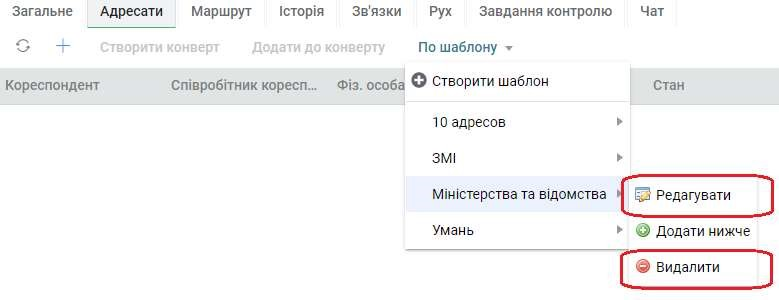 Загальне Адресати Маршрут Історія Зв'язки Рух Завдання контролю Чат
Створити конверт Додати до конверту По шаблону
Кореспондент Співробітник коресп... Фіз. особа Стан
Створити шаблон
10 адресов
ЗМІ
Міністерства та відомства Редагувати
Умань Додати нижче
Видалити